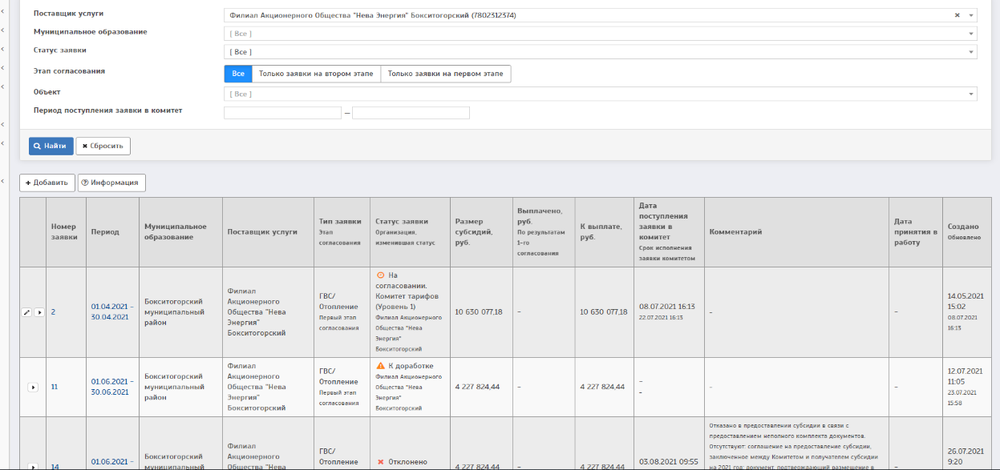 Поставщик услуги
Филиал Акционерного Общества "Нева Энергия" Бокситогорский (7802312374)
Муниципальное образование
[ Все ]
Статус заявки
[ Все ]
Этап согласования
Все
Только заявки на втором этапе
Только заявки на первом этапе
Объект
[ Все ]
Период поступления заявки в комитет
–
Найти
Сбросить
Добавить
Информация
Номер
заявки
Период
Муниципальное
образование
Поставщик услуги
Тип заявки
Этап
согласования
Статус заявки
Организация,
изменившая статус
Размер
субсидий,
руб.
Выплачено,
руб.
По результатам
1-го
согласования
К выплате,
руб.
Дата
поступления
заявки в
комитет
Срок исполнения
заявки комитетом
Комментарий
Дата
принятия в
работу
Создано
Обновлено
2
01.04.2021 –
30.04.2021
Бокситогорский
муниципальный
район
Филиал
Акционерного
Общества "Нева
Энергия"
Бокситогорский
ГВС/
Отопление
Первый этап
согласования
На
согласовании.
Комитет тарифов
(Уровень 1)
Филиал Акционерного
Общества "Нева
Энергия"
Бокситогорский
10 630 077,18
–
10 630 077,18
08.07.2021 16:13
22.07.2021 16:13
–
–
14.05.2021
15:02
08.07.2021
16:13
11
01.06.2021 –
30.06.2021
Бокситогорский
муниципальный
район
Филиал
Акционерного
Общества "Нева
Энергия"
Бокситогорский
ГВС/
Отопление
Первый этап
согласования
К доработке
Филиал Акционерного
Общества "Нева
Энергия"
Бокситогорский
4 227 824,44
–
4 227 824,44
–
–
–
–
12.07.2021
11:05
23.07.2021
15:58
14
01.06.2021 –
Бокситогорский
муниципальный
Филиал
Акционерного
Общества "Нева
ГВС/
Отопление
Отклонено
4 227 824,44
–
4 227 824,44
03.08.2021 09:55
Отказано в предоставлении субсидии в связи с
предоставлением неполного комплекта документов.
Отсутствуют: соглашение на предоставление субсидии,
заключенное между Комитетом и получателем субсидии
на 2021 год; документ, подтверждающий размещение в
–
26.07.2021
9:20